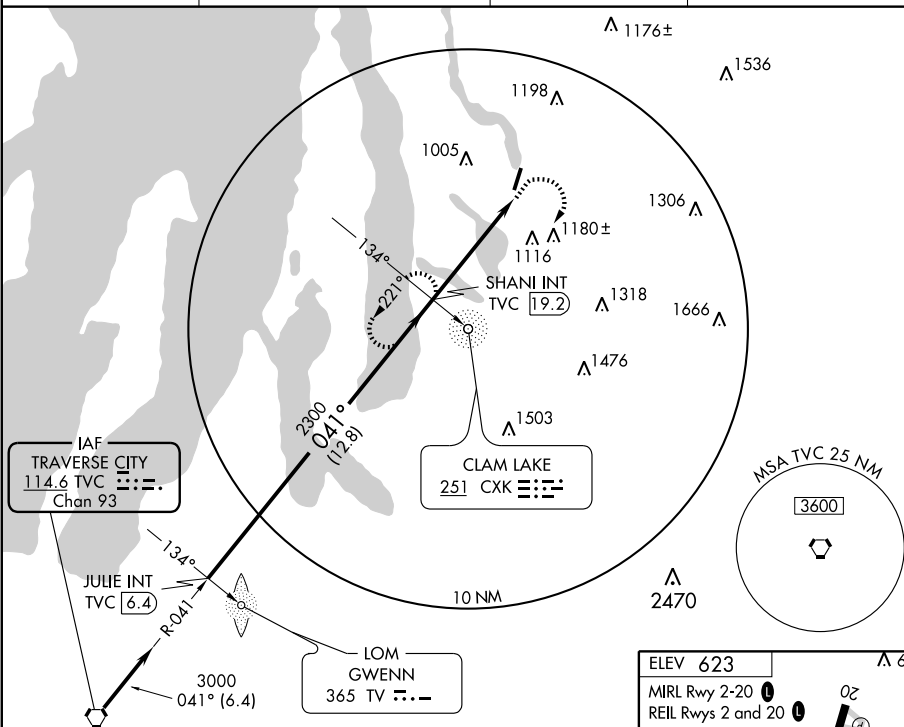 1176±
1536
1198
1005
1306
134°
1180±
1116
SHANI INT
TVC 19.2
221°
1318
1666
1476
2300
041°
(12.8)
1503
IAF
TRAVERSE CITY
114.6 TVC
Chan 93
CLAM LAKE
251 CXK
MSA TVC 25 NM
3600
134°
JULIE INT
TVC 6.4
10 NM
2470
R-041
3000
041° (6.4)
LOM
GWENN
365 TV
ELEV 623
6
MIRL Rwy 2-20 L
REIL Rwys 2 and 20 L
20